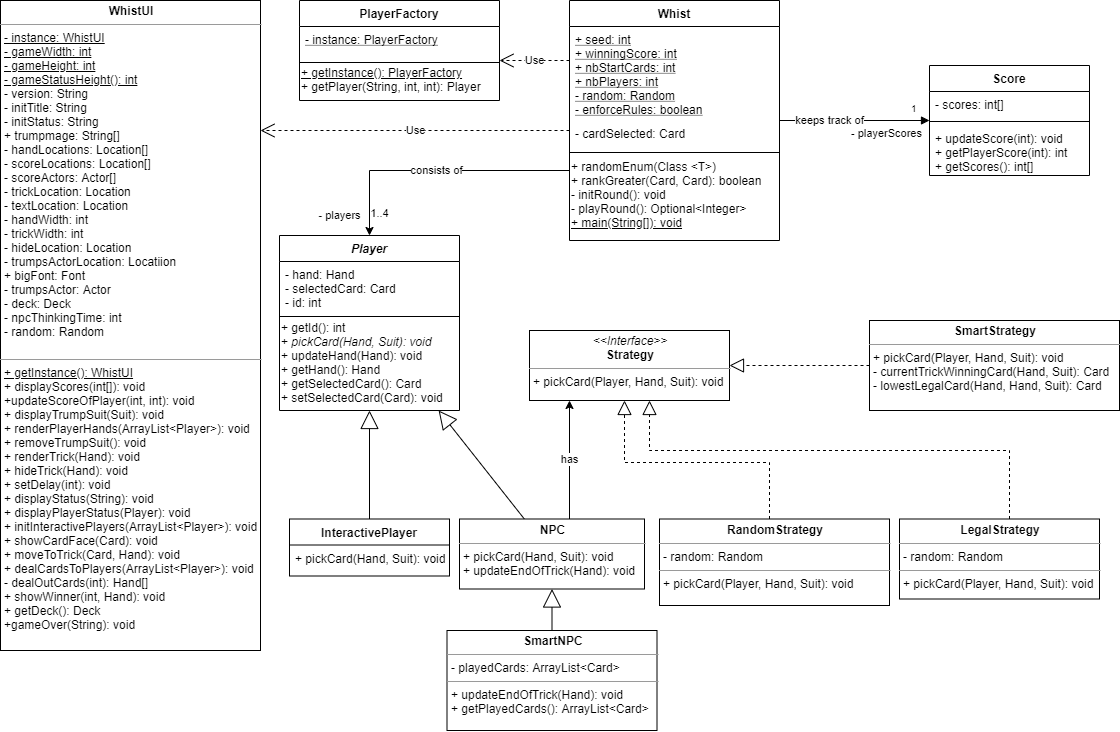 WhistUI
- instance: WhistUI
- gameWidth: int
- gameHeight: int
- gameStatusHeight(): int
- version: String
- initTitle: String
- initStatus: String
+ trumpmage: String[]
- handLocations: Location[]
- scoreLocations: Location[]
- scoreActors: Actor[]
- trickLocation: Location
- textLocation: Location
- handWidth: int
- trickWidth: int
- hideLocation: Location
- trumpsActorLocation: Locatiion
+ bigFont: Font
- trumpsActor: Actor
- deck: Deck
- npcThinkingTime: int
- random: Random
+ getInstance(): WhistUI
+ displayScores(int[]): void
+updateScoreOfPlayer(int, int): void
+ displayTrumpSuit(Suit): void
+ renderPlayerHands(ArrayList<Player>): void
+ removeTrumpSuit(): void
+ renderTrick(Hand): void
+ hideTrick(Hand): void
+ setDelay(int): void
+ displayStatus(String): void
+ displayPlayerStatus(Player): void
+ initInteractivePlayers(ArrayList<Player>): void
+ showCardFace(Card): void
+ moveToTrick(Card, Hand): void
+ dealCardsToPlayers(ArrayList<Player>): void
- dealOutCards(int): Hand[]
+ showWinner(int, Hand): void
+ getDeck(): Deck
+gameOver(String): void
PlayerFactory
- instance: PlayerFactory
+ getInstance(): PlayerFactory
+ getPlayer(String, int, int): Player
Use
Use
Whist
+ seed: int
+ winningScore: int
+ nbStartCards: int
+ nbPlayers: int
- random: Random
- enforceRules: boolean
- cardSelected: Card
+ randomEnum(Class <T>)
+ rankGreater(Card, Card): boolean
- initRound(): void
- playRound(): Optional<Integer>
+ main(String[]): void
keeps track of
1
- playerScores
Score
- scores: int[]
+ updateScore(int): void
+ getPlayerScore(int): int
+ getScores(): int[]
consists of
- players
1..4
Player
- hand: Hand
- selectedCard: Card
- id: int
+ getId(): int
+ pickCard(Hand, Suit): void
+ updateHand(Hand): void
+ getHand(): Hand
+ getSelectedCard(): Card
+ setSelectedCard(Card): void
<<Interface>>
Strategy
+ pickCard(Player, Hand, Suit): void
SmartStrategy
+ pickCard(Player, Hand, Suit): void
- currentTrickWinningCard(Hand, Suit): Card
- lowestLegalCard(Hand, Hand, Suit): Card
has
InteractivePlayer
+ pickCard(Hand, Suit): void
NPC
+ pickCard(Hand, Suit): void
+ updateEndOfTrick(Hand): void
RandomStrategy
- random: Random
+ pickCard(Player, Hand, Suit): void
LegalStrategy
- random: Random
+ pickCard(Player, Hand, Suit): void
SmartNPC
- playedCards: ArrayList<Card>
+ updateEndOfTrick(Hand): void
+ getPlayedCards(): ArrayList<Card>